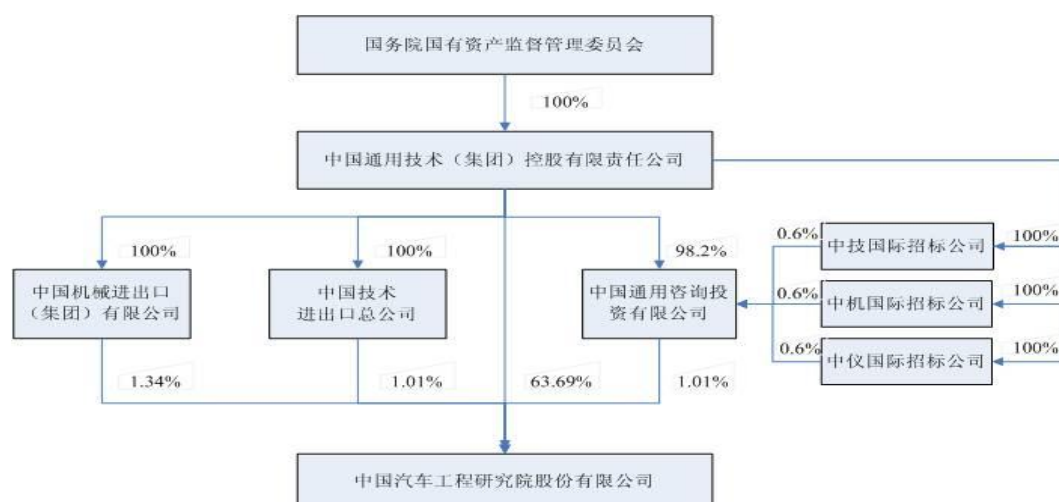 国务院国有资产监督管理委员会
100%
中国通用技术（集团）控股有限责任公司
100%
100%
98.2%
0.6%
中技国际招标公司
100%
中国机械进出口
（集团）有限公司
中国技术
进出口总公司
中国通用咨询投
资有限公司
0.6%
中机国际招标公司
100%
0.6%
中仪国际招标公司
100%
1.34%
1.01%
63.69%
1.01%
中国汽车工程研究院股份有限公司